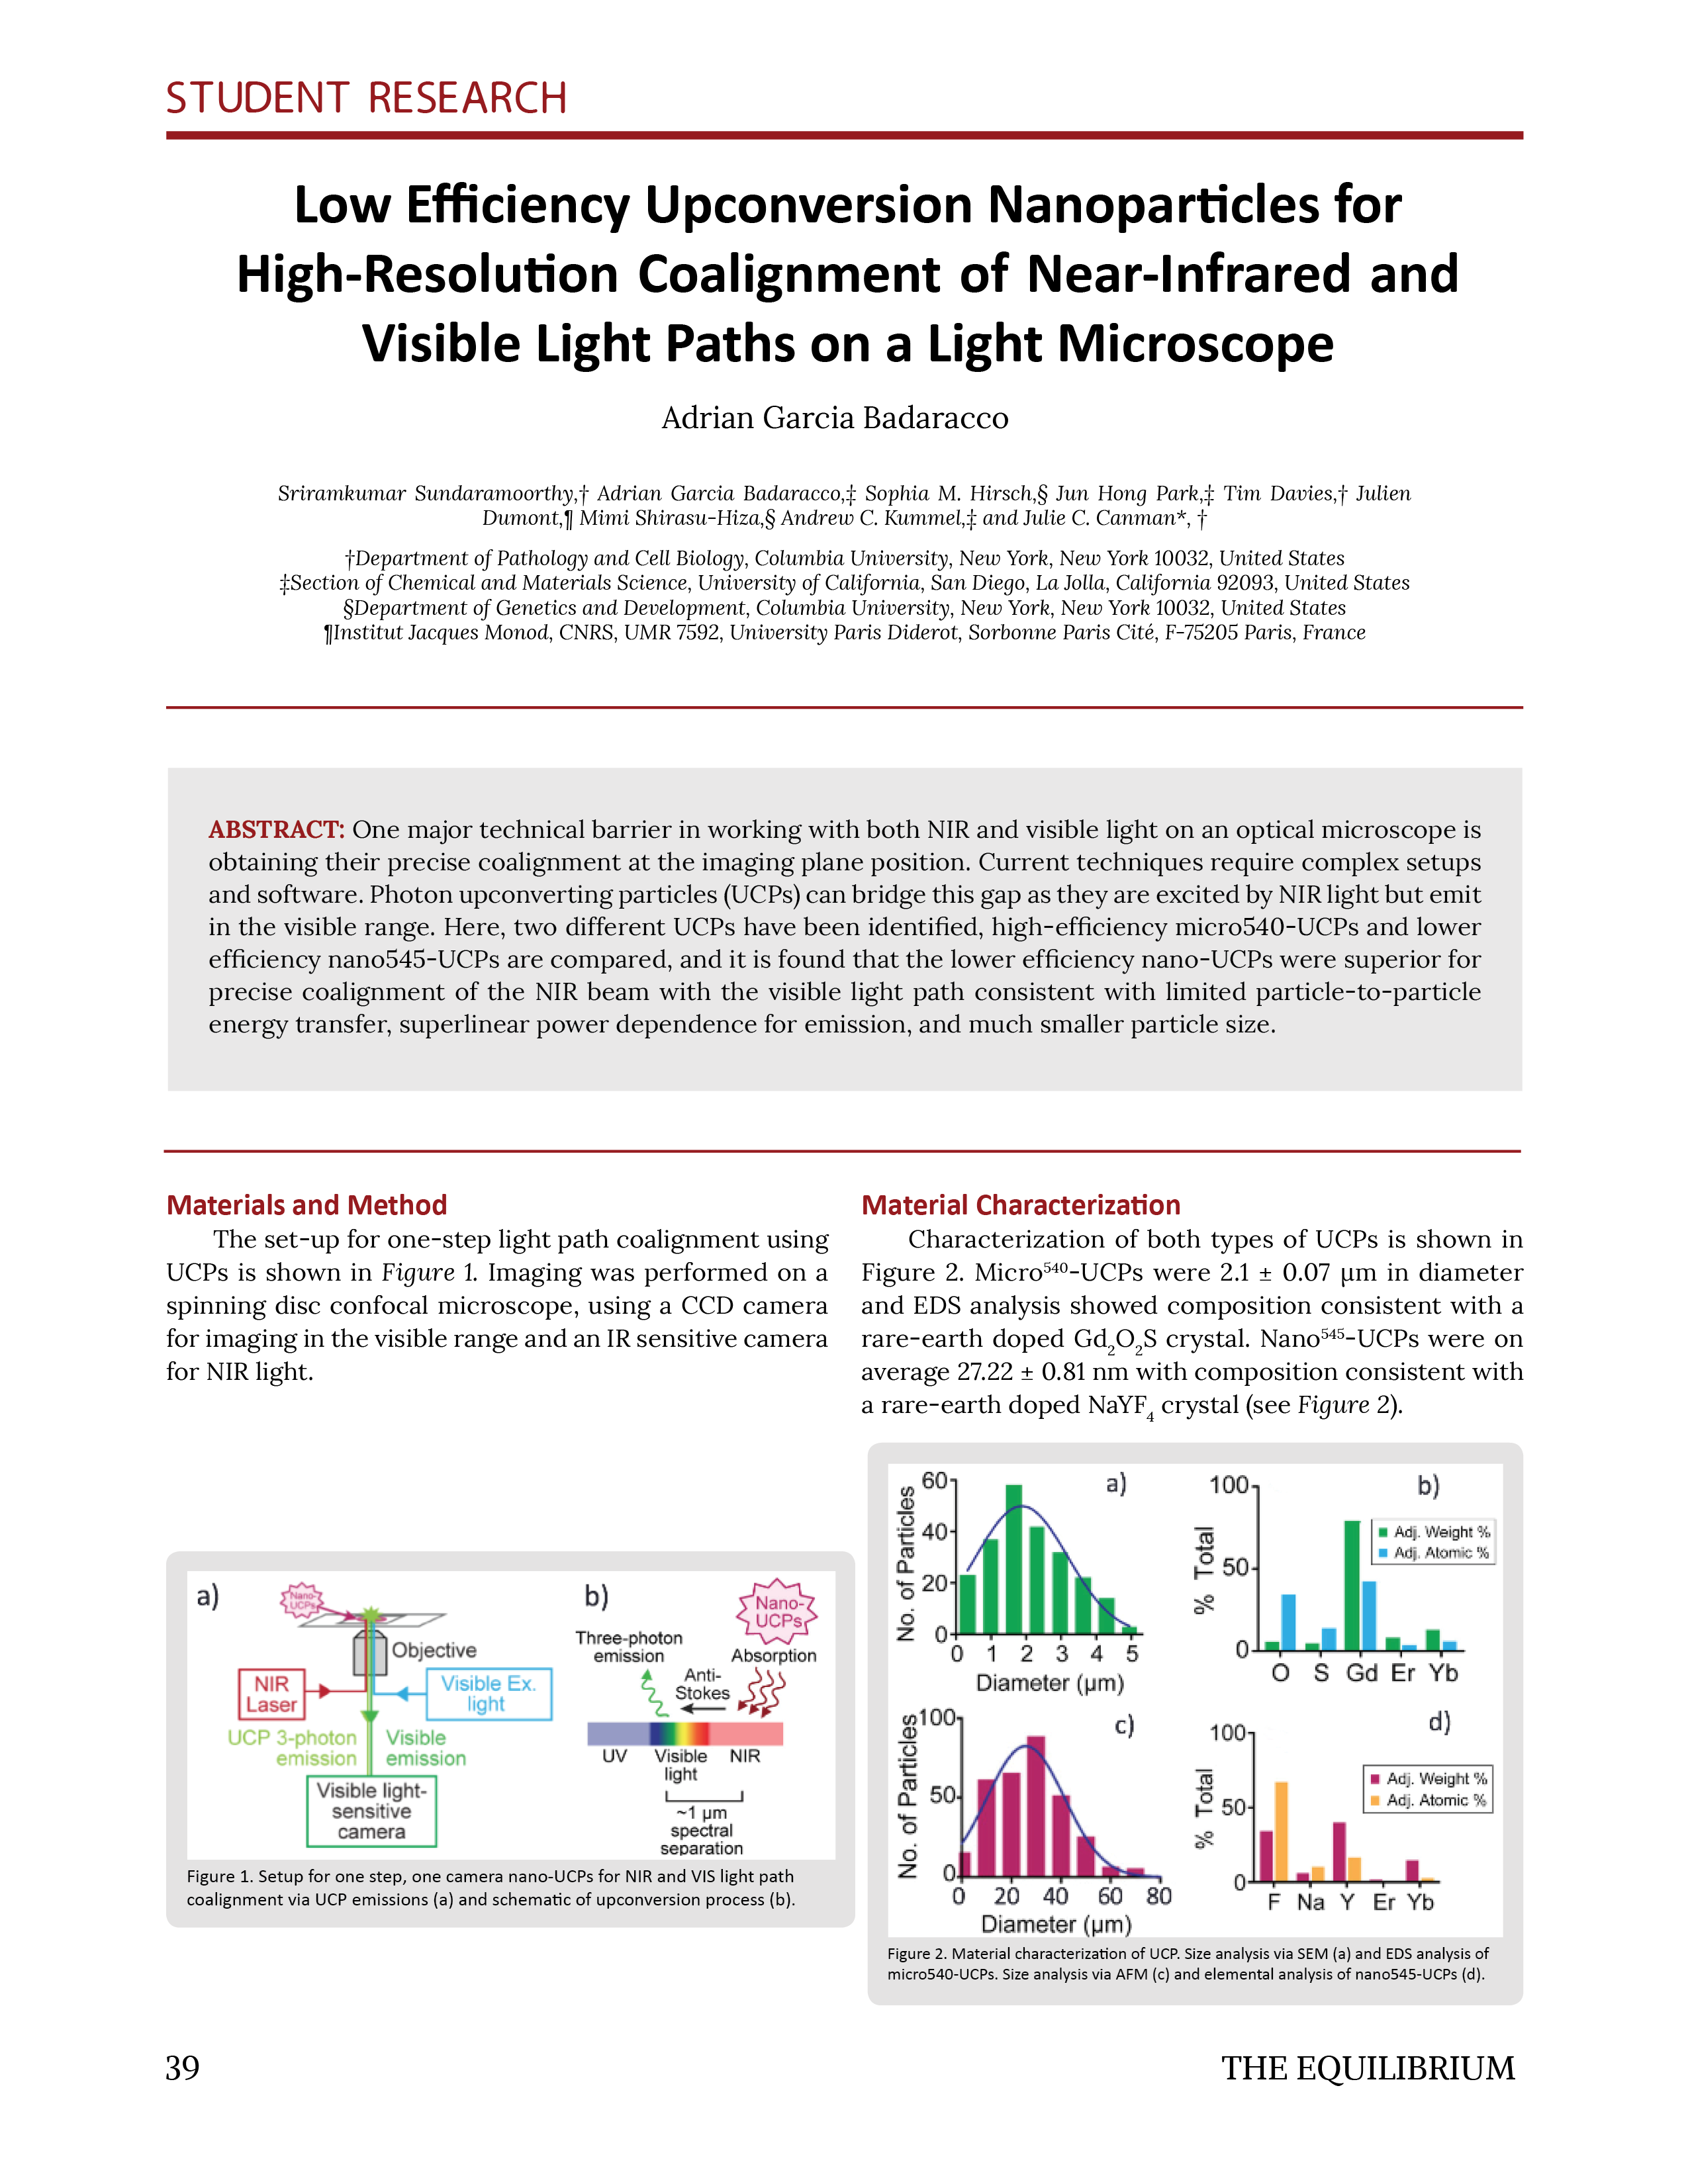 STUDENT RESEARCH
Low Efficiency Upconversion Nanoparticles for
High-Resolution Coalignment of Near-Infrared and
Visible Light Paths on a Light Microscope
Adrian Garcia Badaracco
Sriramkumar Sundaramoorthy,† Adrian Garcia Badaracco,‡ Sophia M. Hirsch,§ Jun Hong Park,‡ Tim Davies,† Julien
Dumont,¶ Mimi Shirasu-Hiza,§ Andrew C. Kummel,‡ and Julie C. Canman*, †
†Department of Pathology and Cell Biology, Columbia University, New York, New York 10032, United States
‡Section of Chemical and Materials Science, University of California, San Diego, La Jolla, California 92093, United States
§Department of Genetics and Development, Columbia University, New York, New York 10032, United States
¶Institut Jacques Monod, CNRS, UMR 7592, University Paris Diderot, Sorbonne Paris Cité, F-75205 Paris, France
ABSTRACT: One major technical barrier in working with both NIR and visible light on an optical microscope is
obtaining their precise coalignment at the imaging plane position. Current techniques require complex setups
and software. Photon upconverting particles (UCPs) can bridge this gap as they are excited by NIR light but emit
in the visible range. Here, two different UCPs have been identified, high-efficiency micro540-UCPs and lower
efficiency nano545-UCPs are compared, and it is found that the lower efficiency nano-UCPs were superior for
precise coalignment of the NIR beam with the visible light path consistent with limited particle-to-particle
energy transfer, superlinear power dependence for emission, and much smaller particle size.
Materials and Method
The set-up for one-step light path coalignment using
UCPs is shown in Figure 1. Imaging was performed on a
spinning disc confocal microscope, using a CCD camera
for imaging in the visible range and an IR sensitive camera
for NIR light.
a)
Nano-
UCPs
Objective
NIR
Laser
Visible Ex.
light
UCP 3-photon
emission
Visible
emission
Visible light-
sensitive
camera
b)
Nano-
UCPs
Three-photon
emission
Absorption
Anti-
Stokes
UV
Visible
light
NIR
~1 µm
spectral
separation
Figure 1. Setup for one step, one camera nano-UCPs for NIR and VIS light path
coalignment via UCP emissions (a) and schematic of upconversion process (b).
Material Characterization
Characterization of both types of UCPs is shown in
Figure 2. Micro⁵⁴⁰-UCPs were 2.1 ± 0.07 µm in diameter
and EDS analysis showed composition consistent with a
rare-earth doped Gd₂O₂S crystal. Nano⁵⁴⁵-UCPs were on
average 27.22 ± 0.81 nm with composition consistent with
a rare-earth doped NaYF₄ crystal (see Figure 2).
a)
No. of Particles
60
40
20
0
0 1 2 3 4 5
Diameter (µm)
b)
% Total
100
50
0
Adj. Weight %
Adj. Atomic %
O S Gd Er Yb
c)
No. of Particles
100
50
0
0 20 40 60 80
Diameter (µm)
d)
% Total
100
50
0
Adj. Weight %
Adj. Atomic %
F Na Y Er Yb
Figure 2. Material characterization of UCP. Size analysis via SEM (a) and EDS analysis of
micro540-UCPs. Size analysis via AFM (c) and elemental analysis of nano545-UCPs (d).
39
THE EQUILIBRIUM